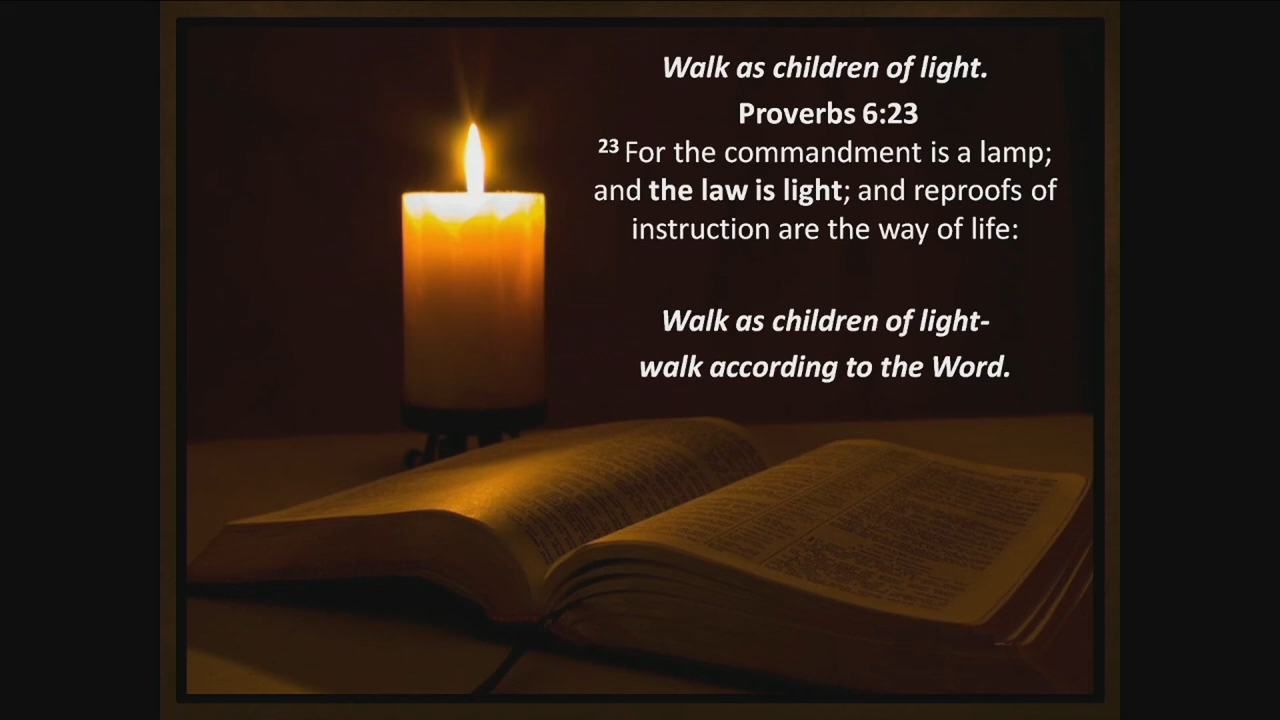 Walk as children of light.
Proverbs 6:23
23 For the commandment is a lamp;
and the law is light; and reproofs of
instruction are the way of life:
Walk as children of light-
walk according to the Word.